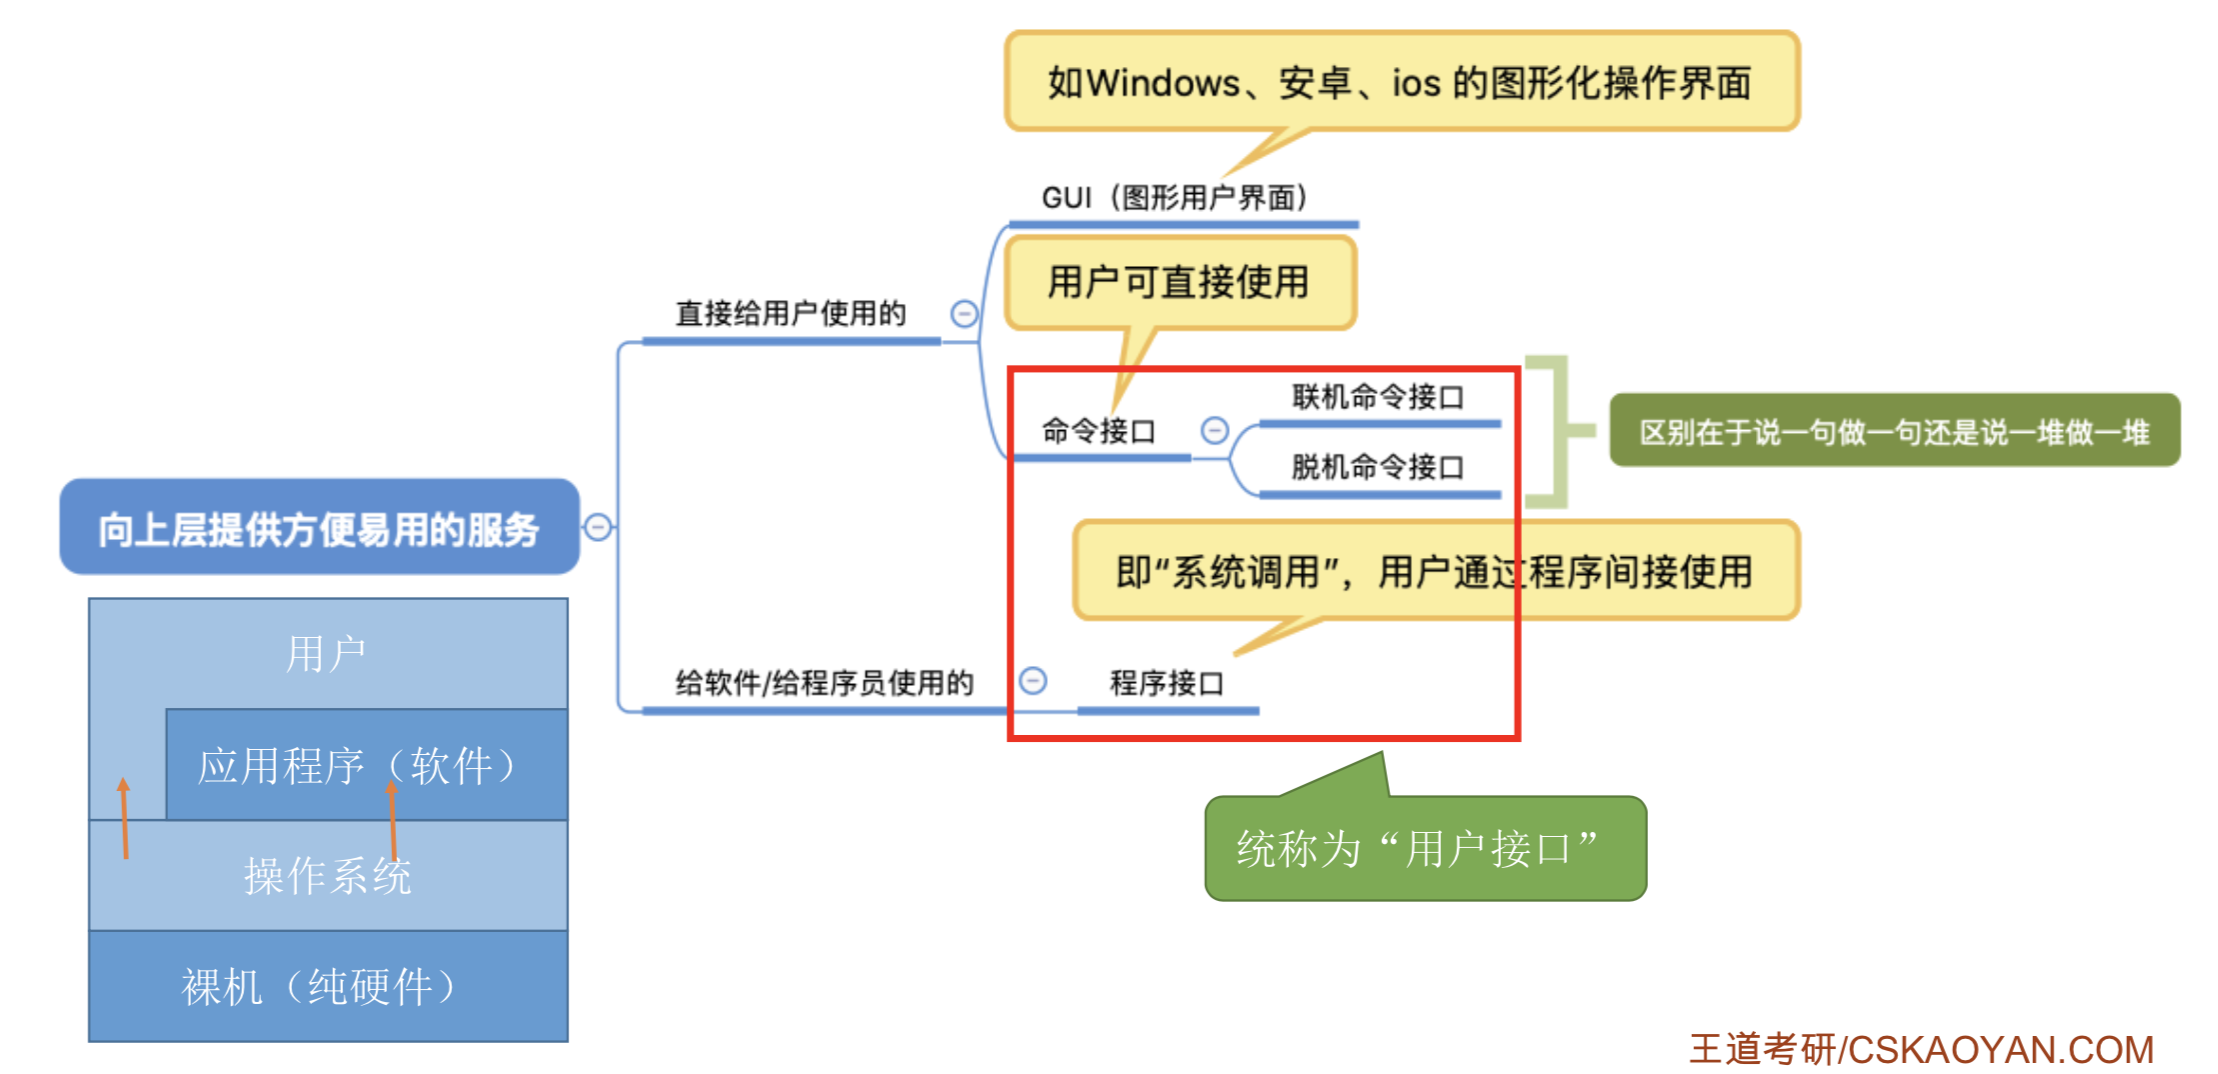 如Windows、安卓、ios 的图形化操作界面
GUI（图形用户界面）
用户可直接使用
直接给用户使用的
联机命令接口
命令接口
区别在于说一句做一句还是说一堆做一堆
脱机命令接口
向上层提供方便易用的服务
即“系统调用”，用户通过程序间接使用
用户
给软件/给程序员使用的
程序接口
应用程序（软件）
统称为“用户接口”
操作系统
裸机（纯硬件）
王道考研/CSKAOYAN.COM